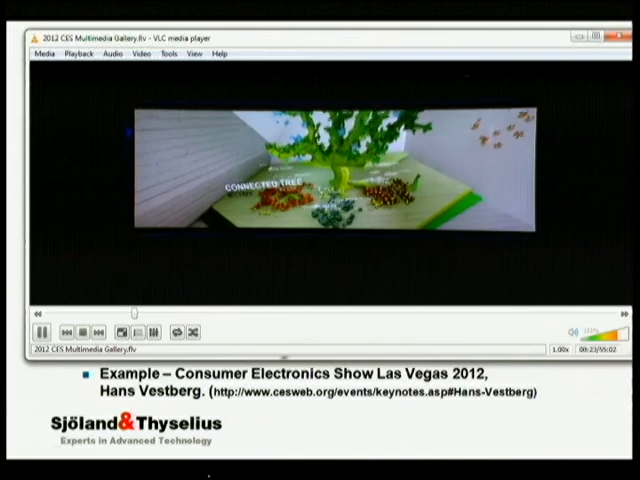 2012 CES Multimedia Gallery.flv - VLC media player
Media Playback Audio Video Tools View Help
CONNECTED TREE
2012 CES Multimedia Gallery.flv
1.00x
Example – Consumer Electronics Show Las Vegas 2012,
Hans Vestberg. (http://www.cesweb.org/events/keynotes.asp#Hans-Vestberg)
Sjöland&Thyselius
Experts in Advanced Technology